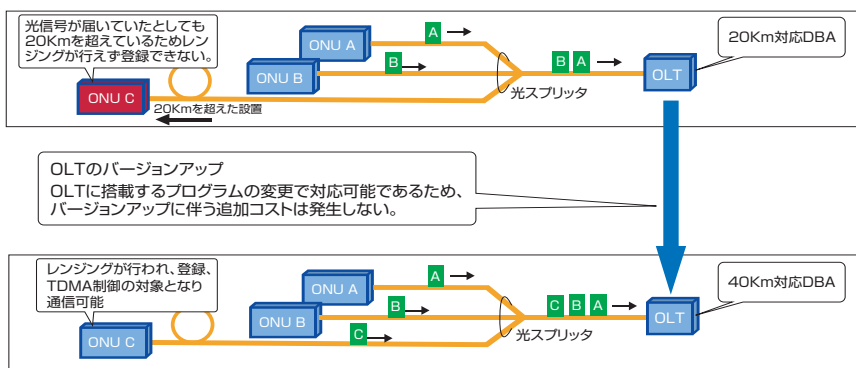 光信号が届いていたとしても
20Kmを超えているためレン
ジングが行えず登録できない。
ONU A
ONU B
ONU C
20Kmを超えた設置
A
B
B A
光スプリッタ
OLT
20Km対応DBA
OLTのバージョンアップ
OLTに搭載するプログラムの変更で対応可能であるため、
バージョンアップに伴う追加コストは発生しない。
レンジングが行われ、登録、
TDMA制御の対象となり
通信可能
ONU A
ONU B
ONU C
A
B
C
C B A
光スプリッタ
OLT
40Km対応DBA